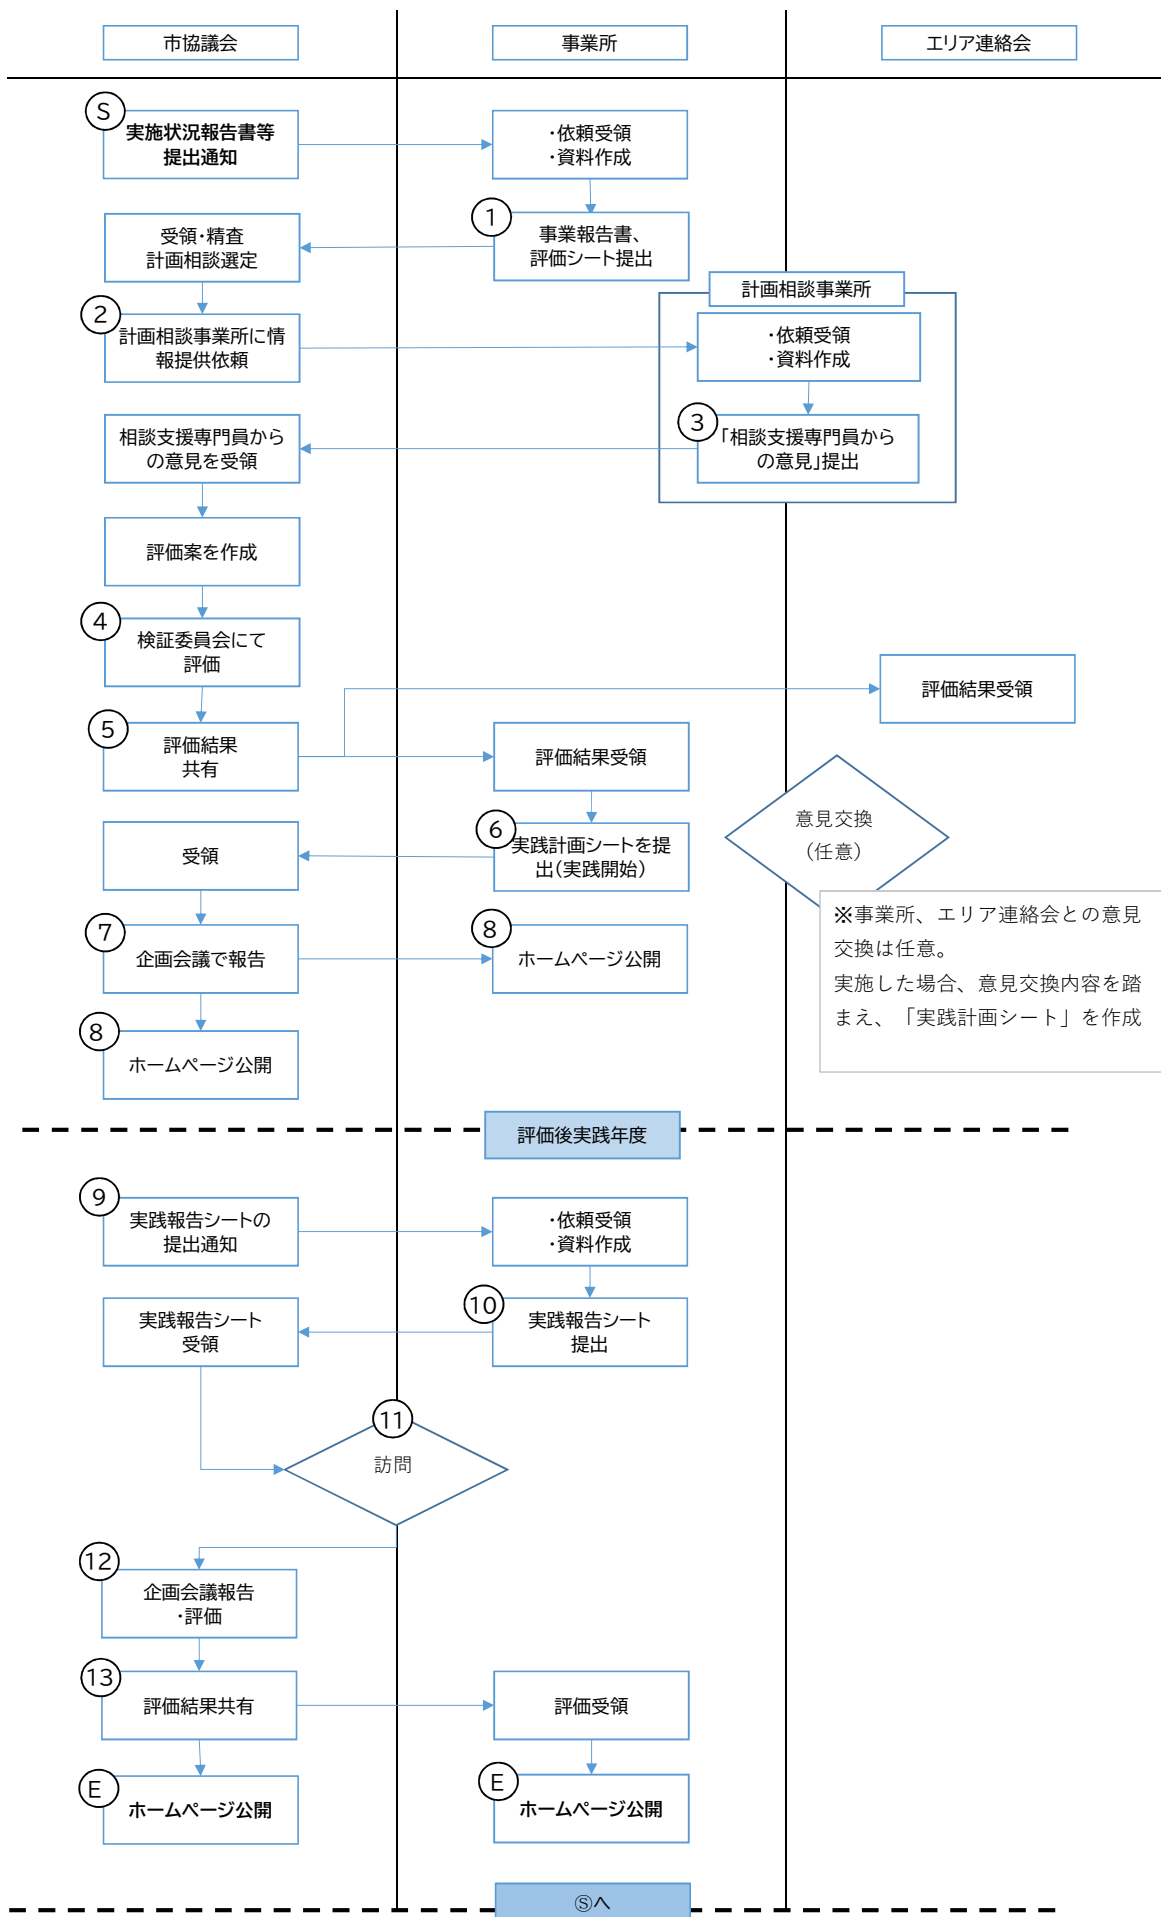 市協議会
事業所
エリア連絡会
S
実施状況報告書等
提出通知
・依頼受領
・資料作成
1
事業報告書、
評価シート提出
受領・精査
計画相談選定
計画相談事業所
2
計画相談事業所に情
報提供依頼
・依頼受領
・資料作成
3
「相談支援専門員から
の意見」提出
相談支援専門員から
の意見を受領
評価案を作成
4
検証委員会にて
評価
評価結果受領
5
評価結果
共有
評価結果受領
意見交換
（任意）
6
実践計画シートを提
出（実践開始）
受領
※事業所、エリア連絡会との意見
交換は任意。
実施した場合、意見交換内容を踏
まえ、「実践計画シート」を作成
7
企画会議で報告
8
ホームページ公開
8
ホームページ公開
評価後実践年度
9
実践報告シートの
提出通知
・依頼受領
・資料作成
10
実践報告シート
提出
実践報告シート
受領
11
訪問
12
企画会議報告
・評価
13
評価結果共有
評価受領
E
ホームページ公開
E
ホームページ公開
Ⓢへ